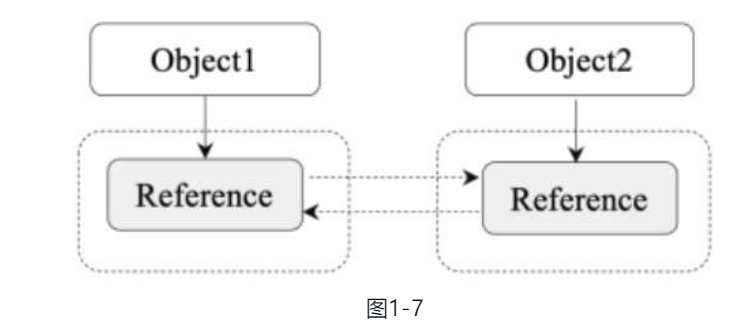 Object1
Object2
Reference
Reference
图1-7